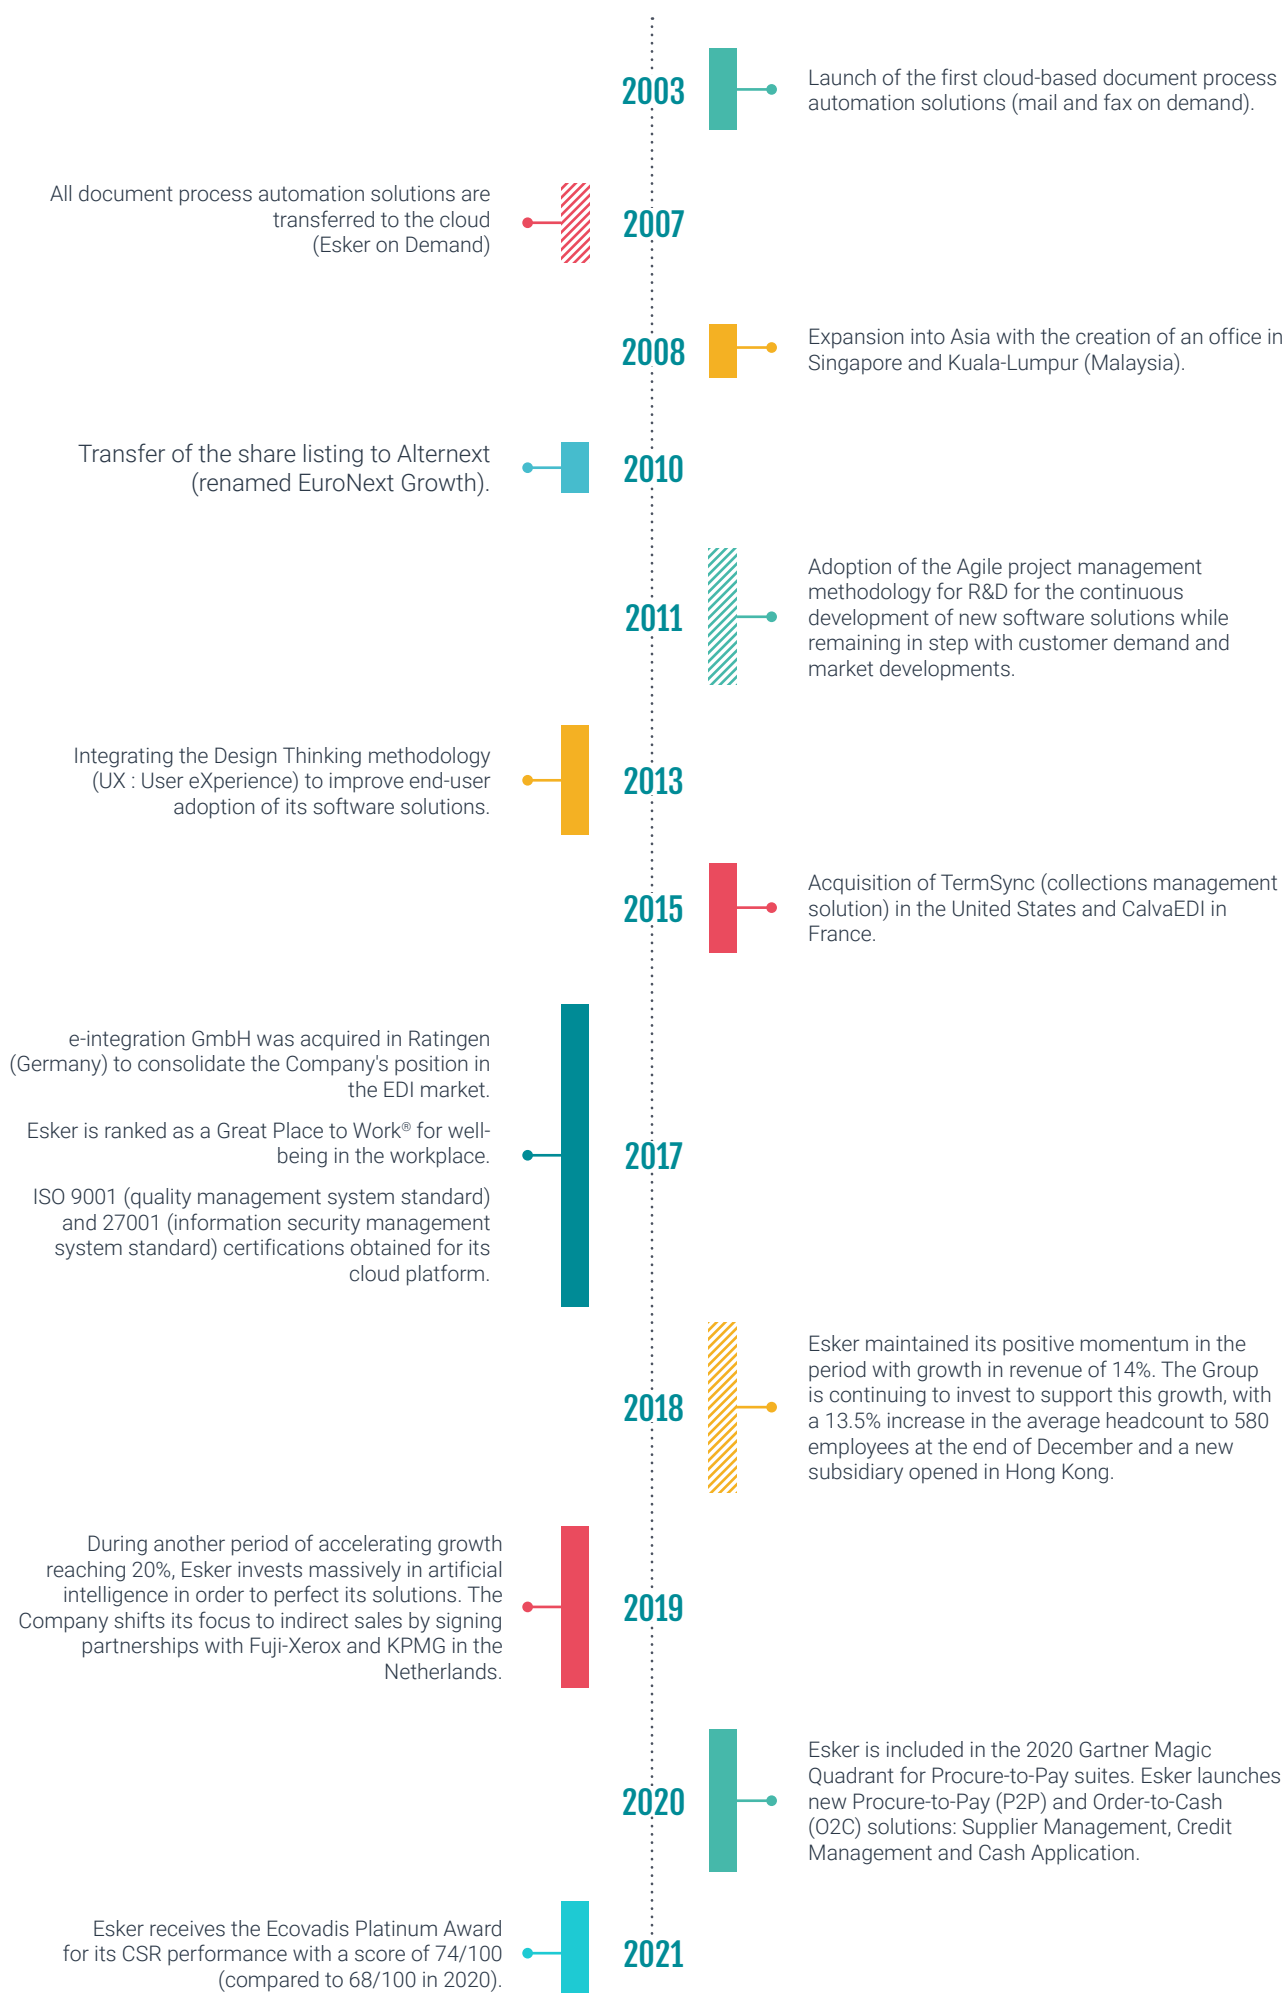 2003
Launch of the first cloud-based document process
automation solutions (mail and fax on demand).
All document process automation solutions are
transferred to the cloud
(Esker on Demand)
2007
2008
Expansion into Asia with the creation of an office in
Singapore and Kuala-Lumpur (Malaysia).
Transfer of the share listing to Alternext
(renamed EuroNext Growth).
2010
2011
Adoption of the Agile project management
methodology for R&D for the continuous
development of new software solutions while
remaining in step with customer demand and
market developments.
Integrating the Design Thinking methodology
(UX : User eXperience) to improve end-user
adoption of its software solutions.
2013
2015
Acquisition of TermSync (collections management
solution) in the United States and CalvaEDI in
France.
e-integration GmbH was acquired in Ratingen
(Germany) to consolidate the Company's position in
the EDI market.
Esker is ranked as a Great Place to Work® for well-
being in the workplace.
ISO 9001 (quality management system standard)
and 27001 (information security management
system standard) certifications obtained for its
cloud platform.
2017
2018
Esker maintained its positive momentum in the
period with growth in revenue of 14%. The Group
is continuing to invest to support this growth, with
a 13.5% increase in the average headcount to 580
employees at the end of December and a new
subsidiary opened in Hong Kong.
During another period of accelerating growth
reaching 20%, Esker invests massively in artificial
intelligence in order to perfect its solutions. The
Company shifts its focus to indirect sales by signing
partnerships with Fuji-Xerox and KPMG in the
Netherlands.
2019
2020
Esker is included in the 2020 Gartner Magic
Quadrant for Procure-to-Pay suites. Esker launches
new Procure-to-Pay (P2P) and Order-to-Cash
(O2C) solutions: Supplier Management, Credit
Management and Cash Application.
Esker receives the Ecovadis Platinum Award
for its CSR performance with a score of 74/100
(compared to 68/100 in 2020).
2021